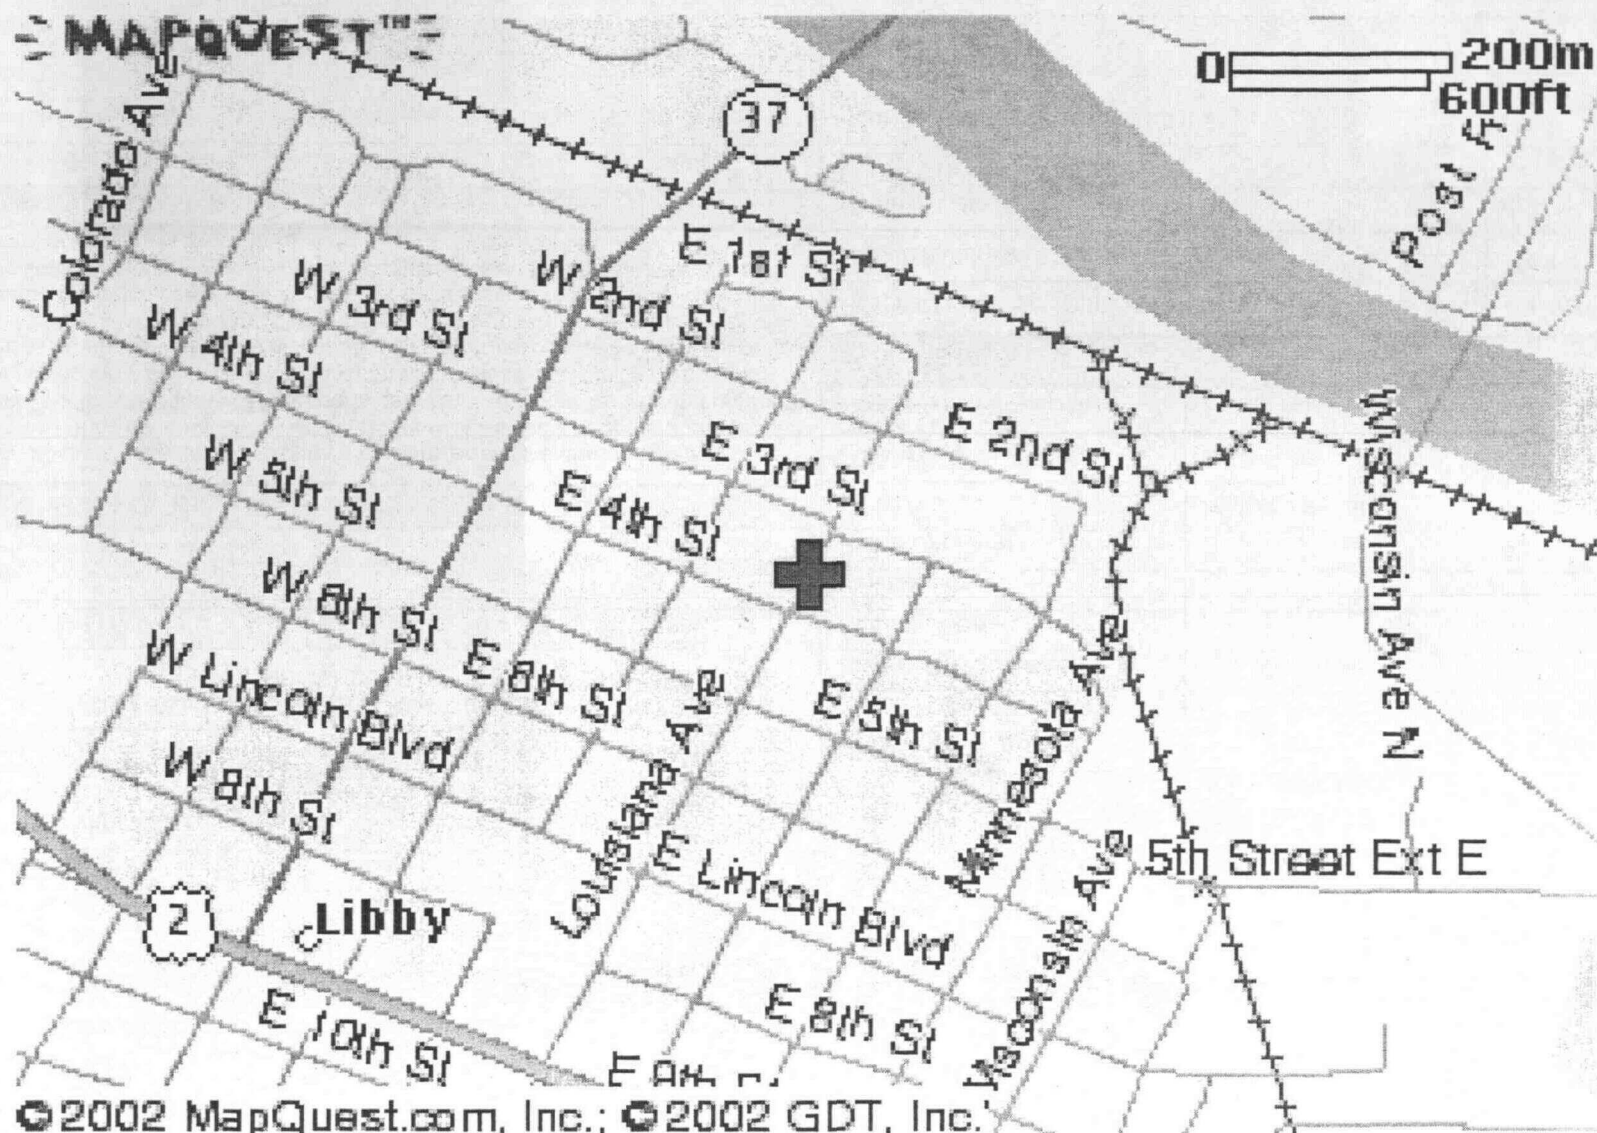 MAPQUEST™
0 200m
600ft
37
Colorado Ave
Post
E 1st St
W 2nd St
W 3rd St
W 4th St
E 2nd St
E 3rd St
Wisconsin Ave N
W 5th St
E 4th St
W 6th St
E 6th St
W Lincoln Blvd
E 5th St
Louisiana Ave
Minnesota Ave
W 8th St
5th Street Ext E
E Lincoln Blvd
2
Libby
Wisconsin Ave
E 10th St
E 8th St
E 9th St
©2002 MapQuest.com, Inc.; ©2002 GDT, Inc.